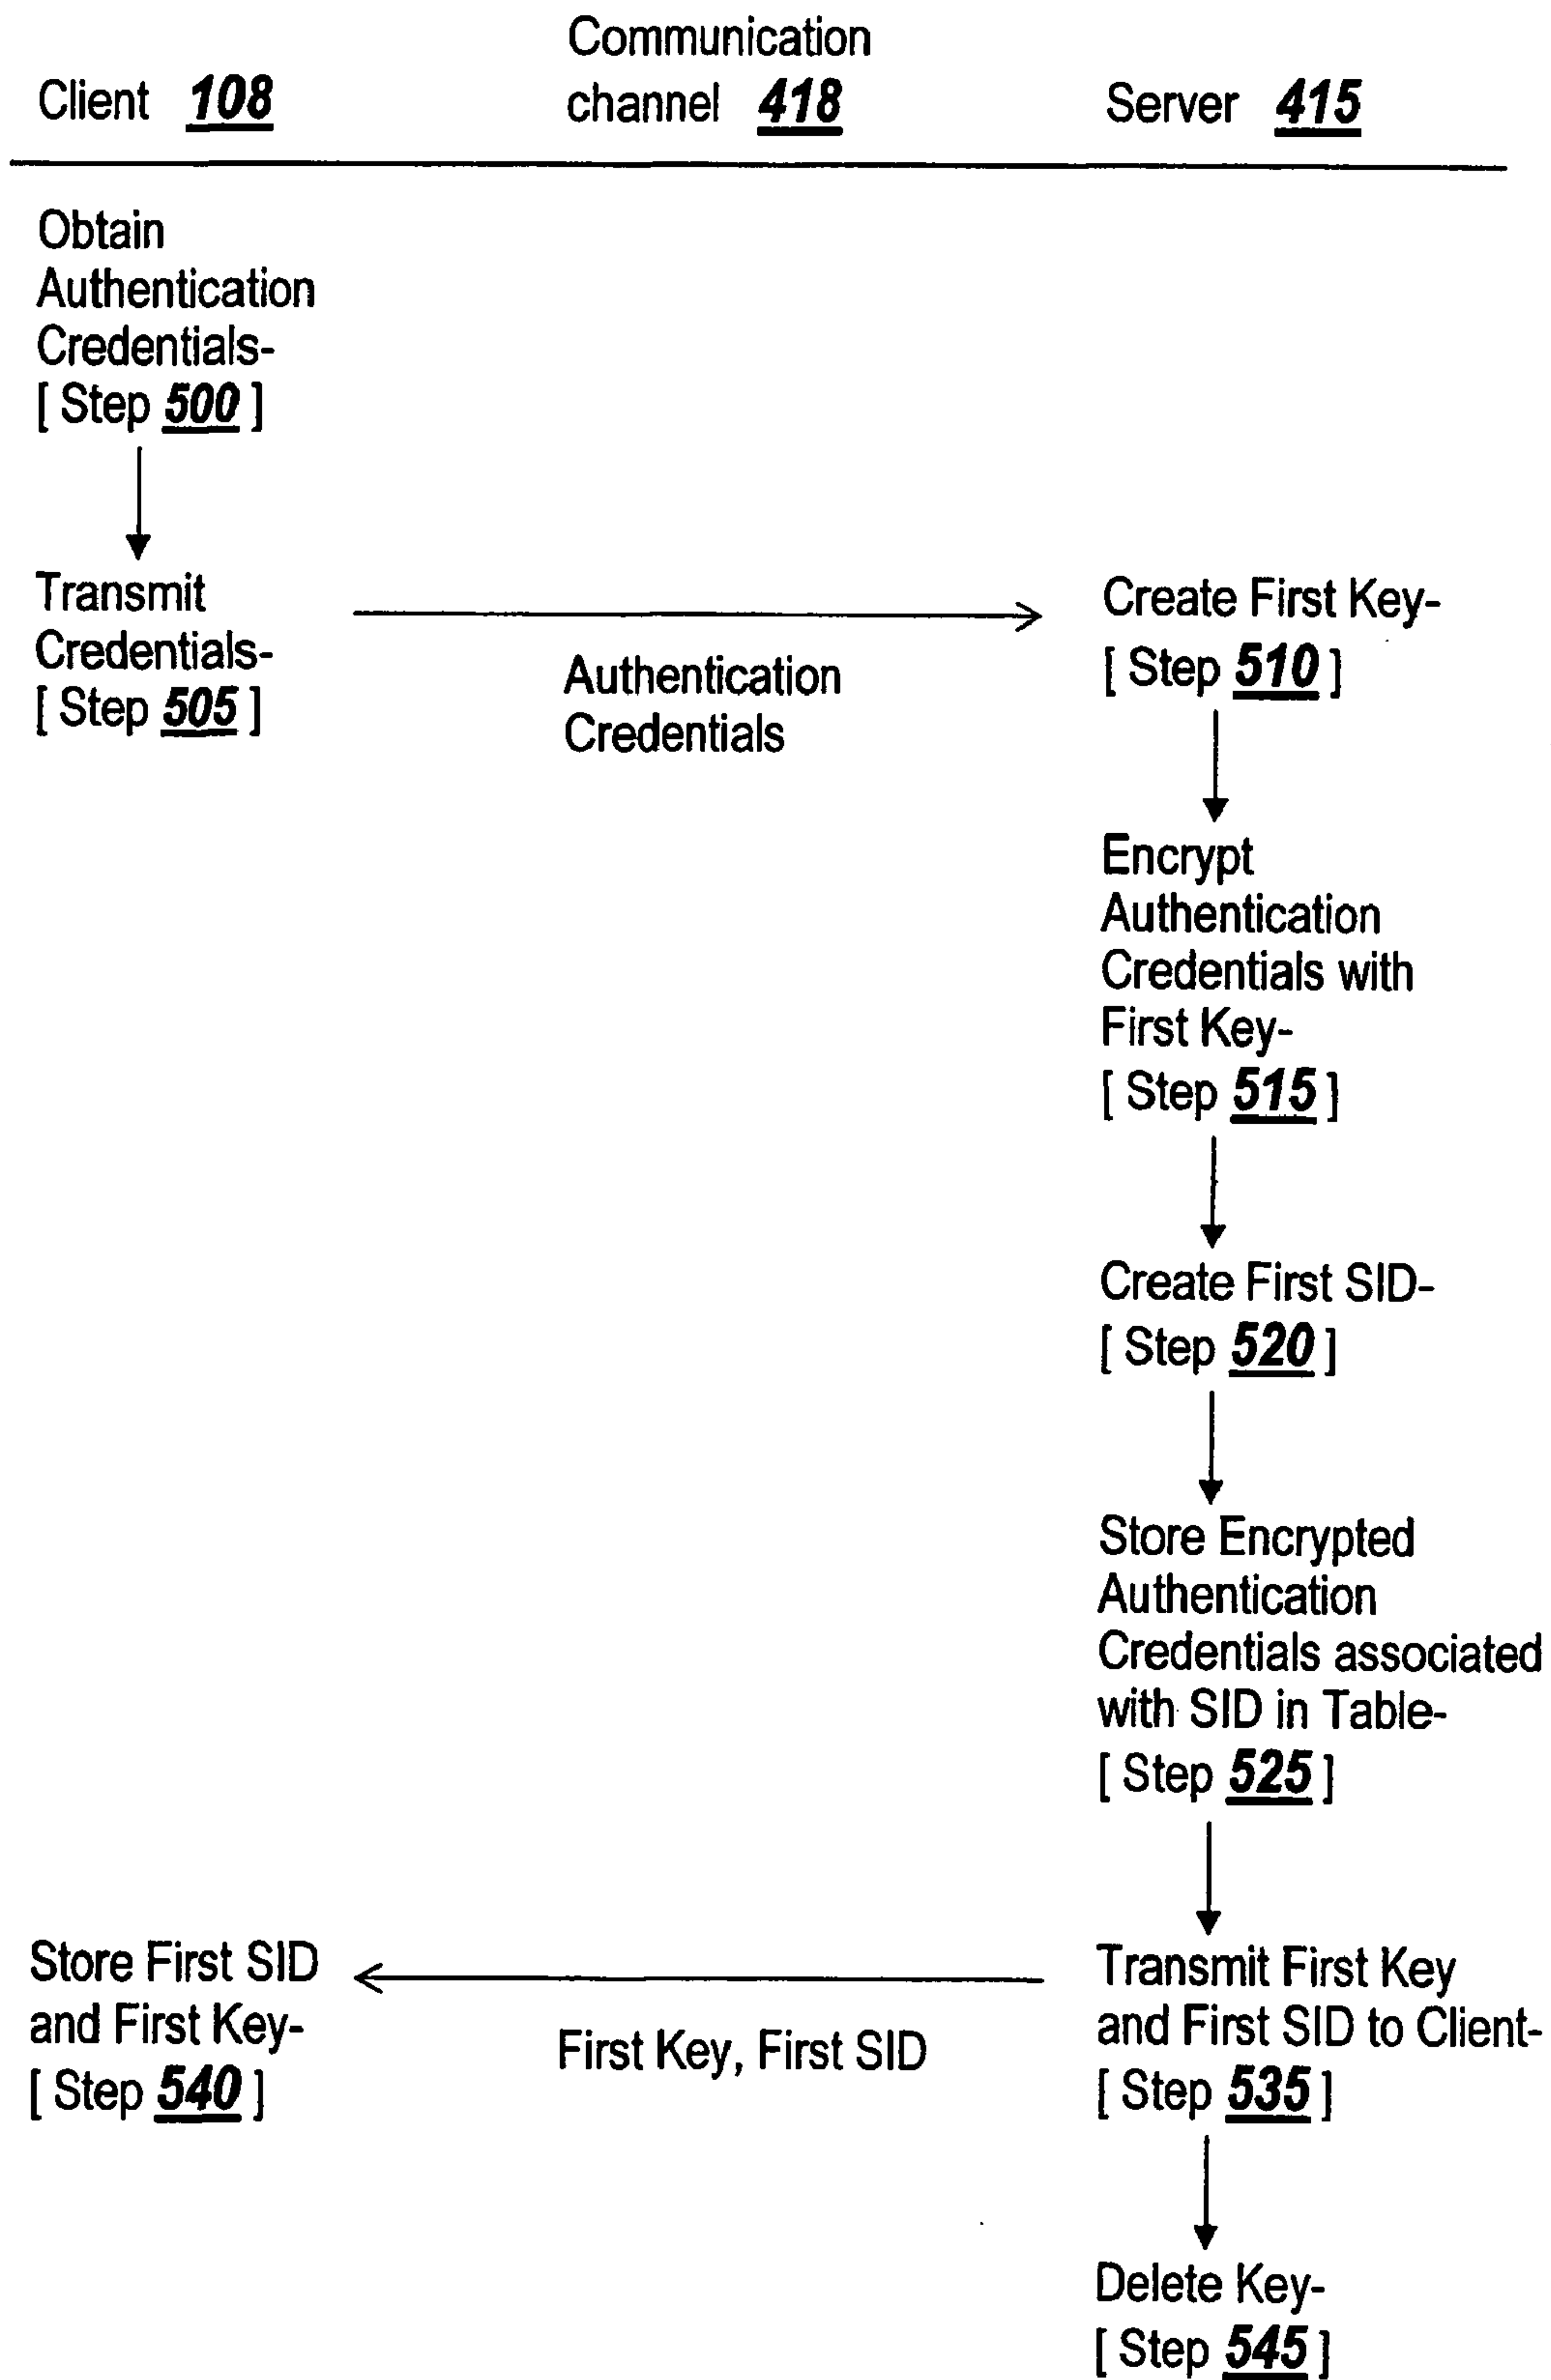 Client 108
Communication
channel 418
Server 415
Obtain
Authentication
Credentials-
[ Step 500 ]
Transmit
Credentials-
[ Step 505 ]
Authentication
Credentials
Create First Key-
[ Step 510 ]
Encrypt
Authentication
Credentials with
First Key-
[ Step 515 ]
Create First SID-
[ Step 520 ]
Store Encrypted
Authentication
Credentials associated
with SID in Table-
[ Step 525 ]
Transmit First Key
and First SID to Client-
[ Step 535 ]
First Key, First SID
Store First SID
and First Key-
[ Step 540 ]
Delete Key-
[ Step 545 ]